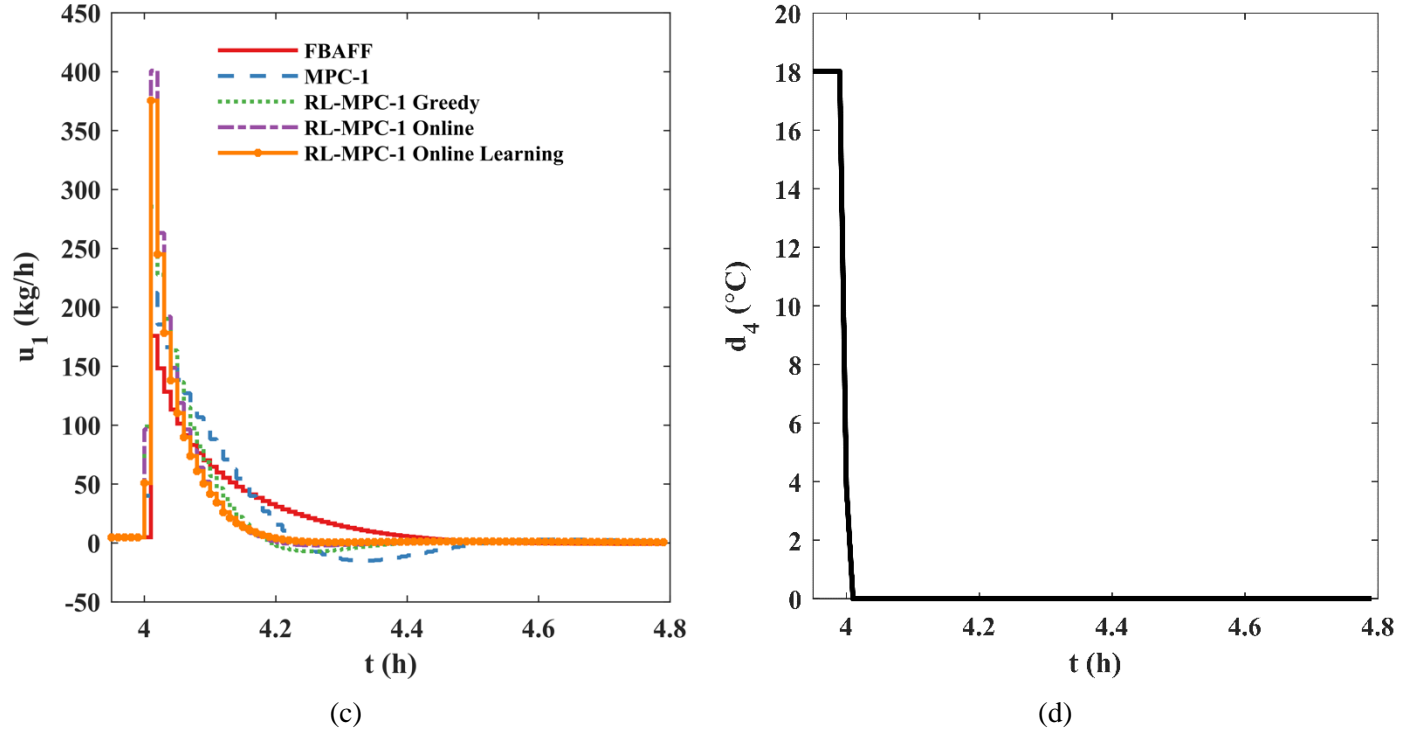 FBAFF
MPC-1
RL-MPC-1 Greedy
RL-MPC-1 Online
RL-MPC-1 Online Learning
450
400
350
300
250
200
150
100
50
0
-50
u1 (kg/h)
4
4.2
4.4
4.6
4.8
t (h)
(c)
20
18
16
14
12
10
8
6
4
2
0
d4 (°C)
4
4.2
4.4
4.6
4.8
t (h)
(d)